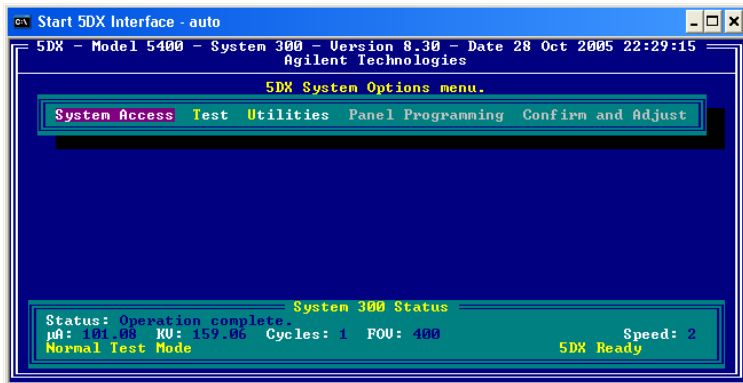 Start 5DX Interface - auto
5DX - Model 5400 - System 300 - Version 8.30 - Date 28 Oct 2005 22:29:15
Agilent Technologies
5DX System Options menu.
System Access Test Utilities Panel Programming Confirm and Adjust
System 300 Status
Status: Operation complete.
µA: 101.08 KV: 159.06 Cycles: 1 FOV: 400 Speed: 2
Normal Test Mode 5DX Ready